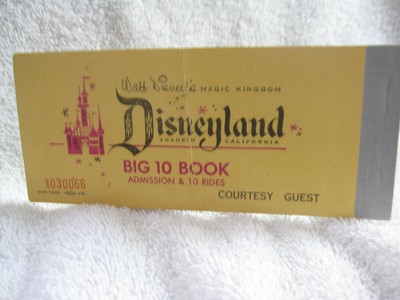 Walt Disney's MAGIC KINGDOM
Disneyland
ANAHEIM CALIFORNIA
BIG 10 BOOK
ADMISSION & 10 RIDES
X030066
COURTESY GUEST